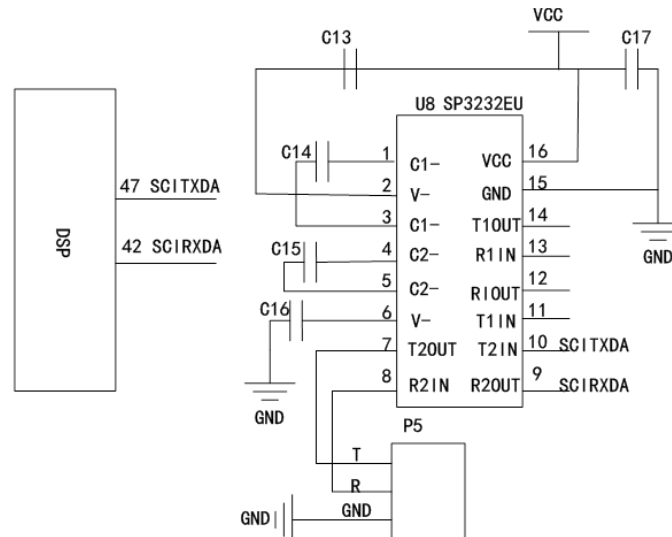 VCC
C13
C17
U8 SP3232EU
C14
1
C1-
VCC
16
2
V-
GND
15
47 SCITXDA
3
C1-
T1OUT
14
GND
DSP
42 SCIRXDA
C15
4
C2-
R1IN
13
5
C2-
RIOUT
12
C16
6
V-
T1IN
11
7
T2OUT
T2IN
10
SCITXDA
8
R2IN
R2OUT
9
SCIRXDA
GND
P5
T
R
GND
GND